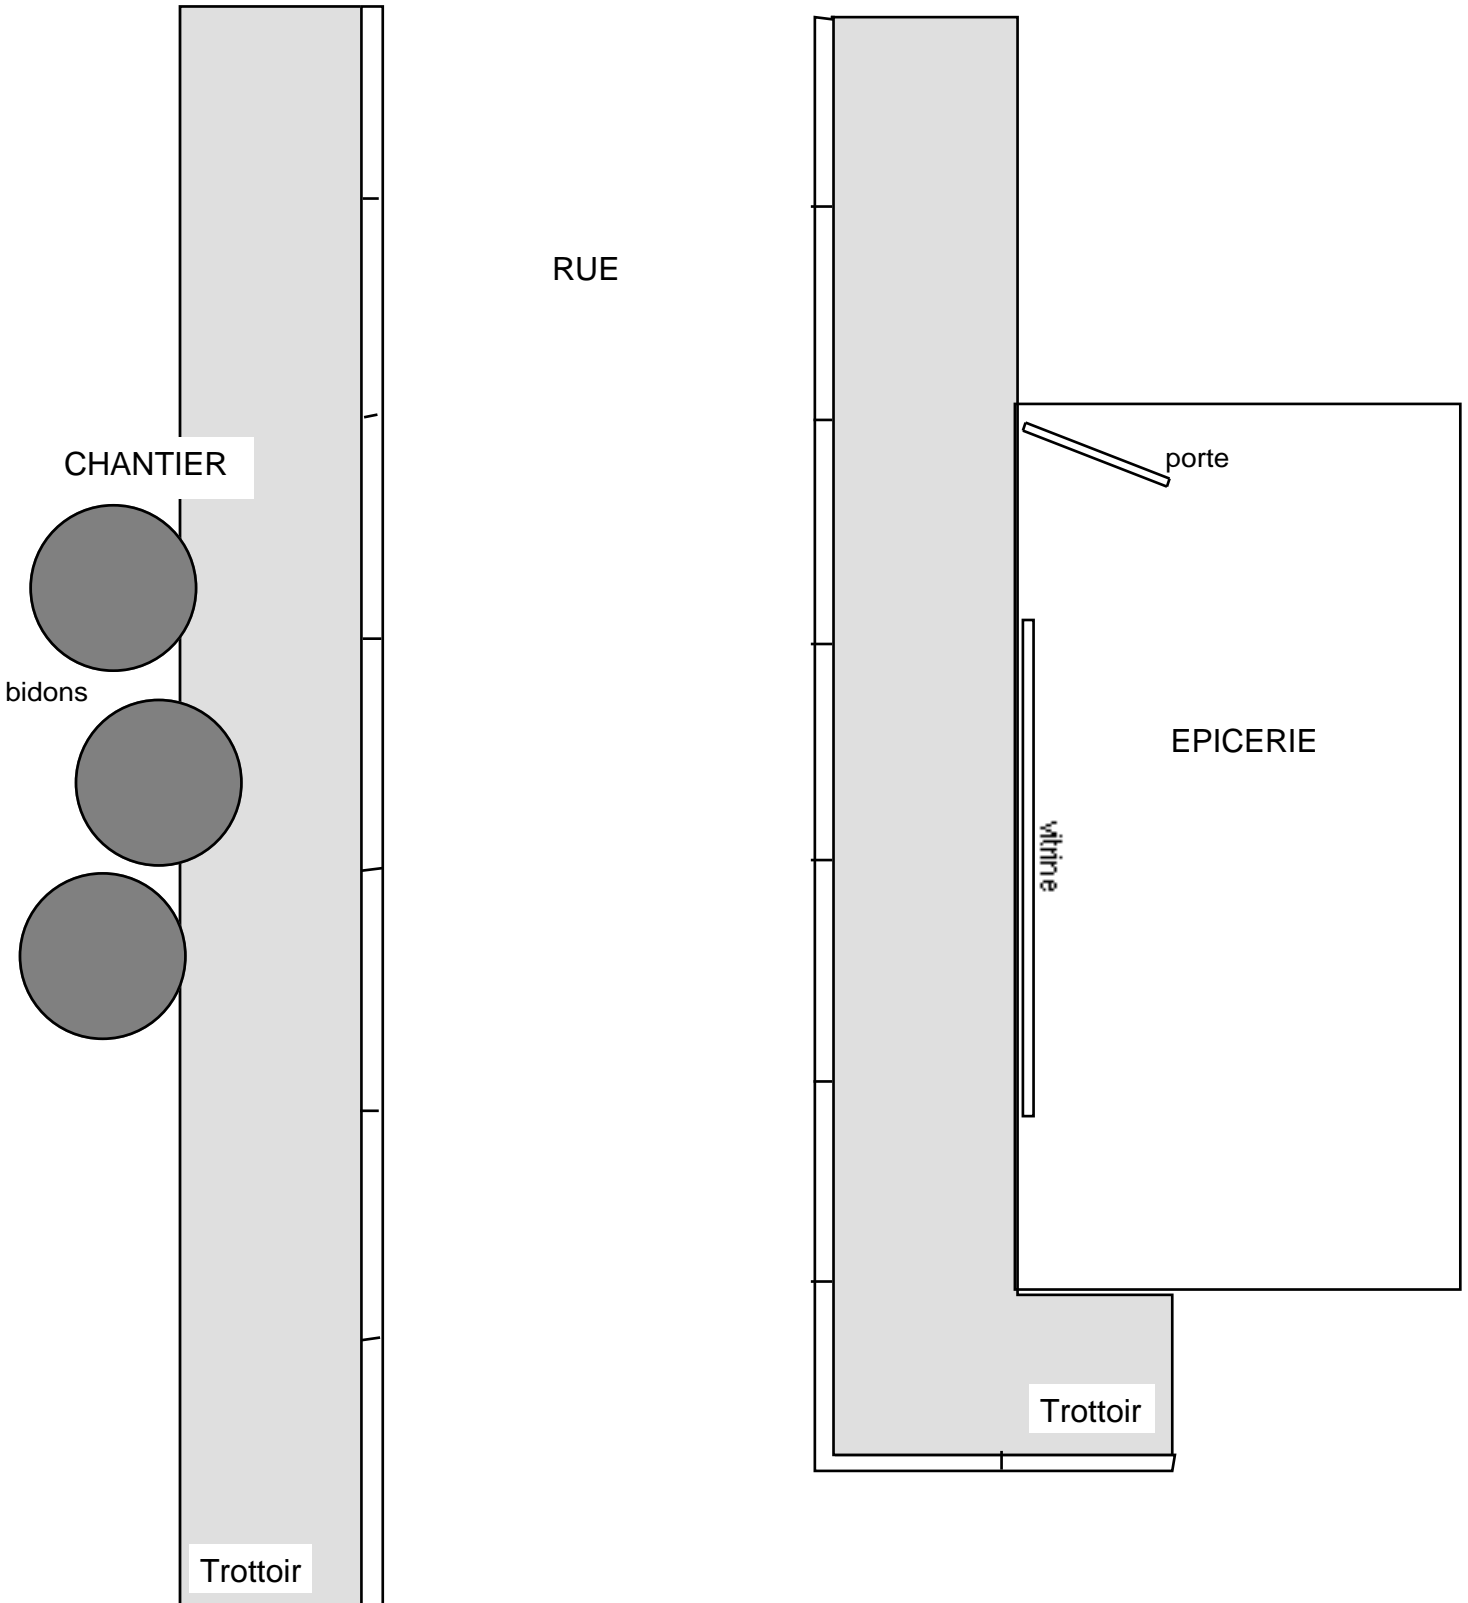 RUE
CHANTIER
porte
bidons
EPICERIE
vitrine
Trottoir
Trottoir